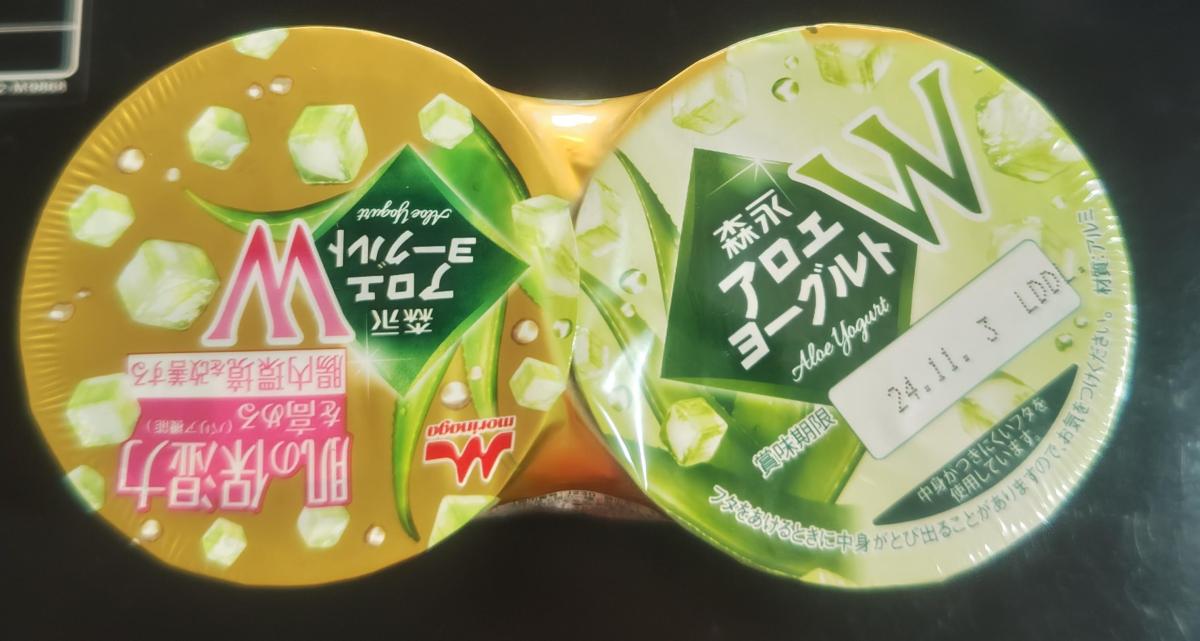 森永
アロエ
ヨーグルト
Aloe Yogurt
W
腸内環境を改善する
肌の保湿力
(バリア機能)
を高める
morinaga
森永
アロエ
ヨーグルト
Aloe Yogurt
W
賞味期限
24.11. 3 LDD
中身がつきにくいフタを
使用しています。
フタをあけるときに中身がとび出ることがありますので、お気をつけください。 材質:アルミ